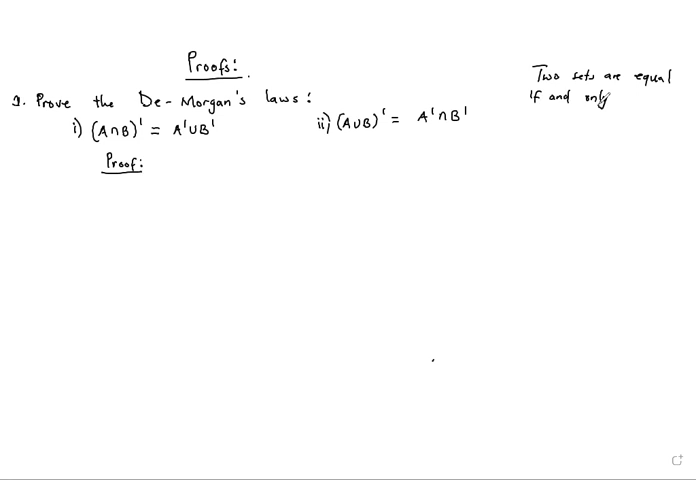 Proofs:
1. Prove the De-Morgan's laws:
i) (A∩B)' = A'∪B'
ii) (A∪B)' = A'∩B'
Proof:
Two sets are equal
if and only